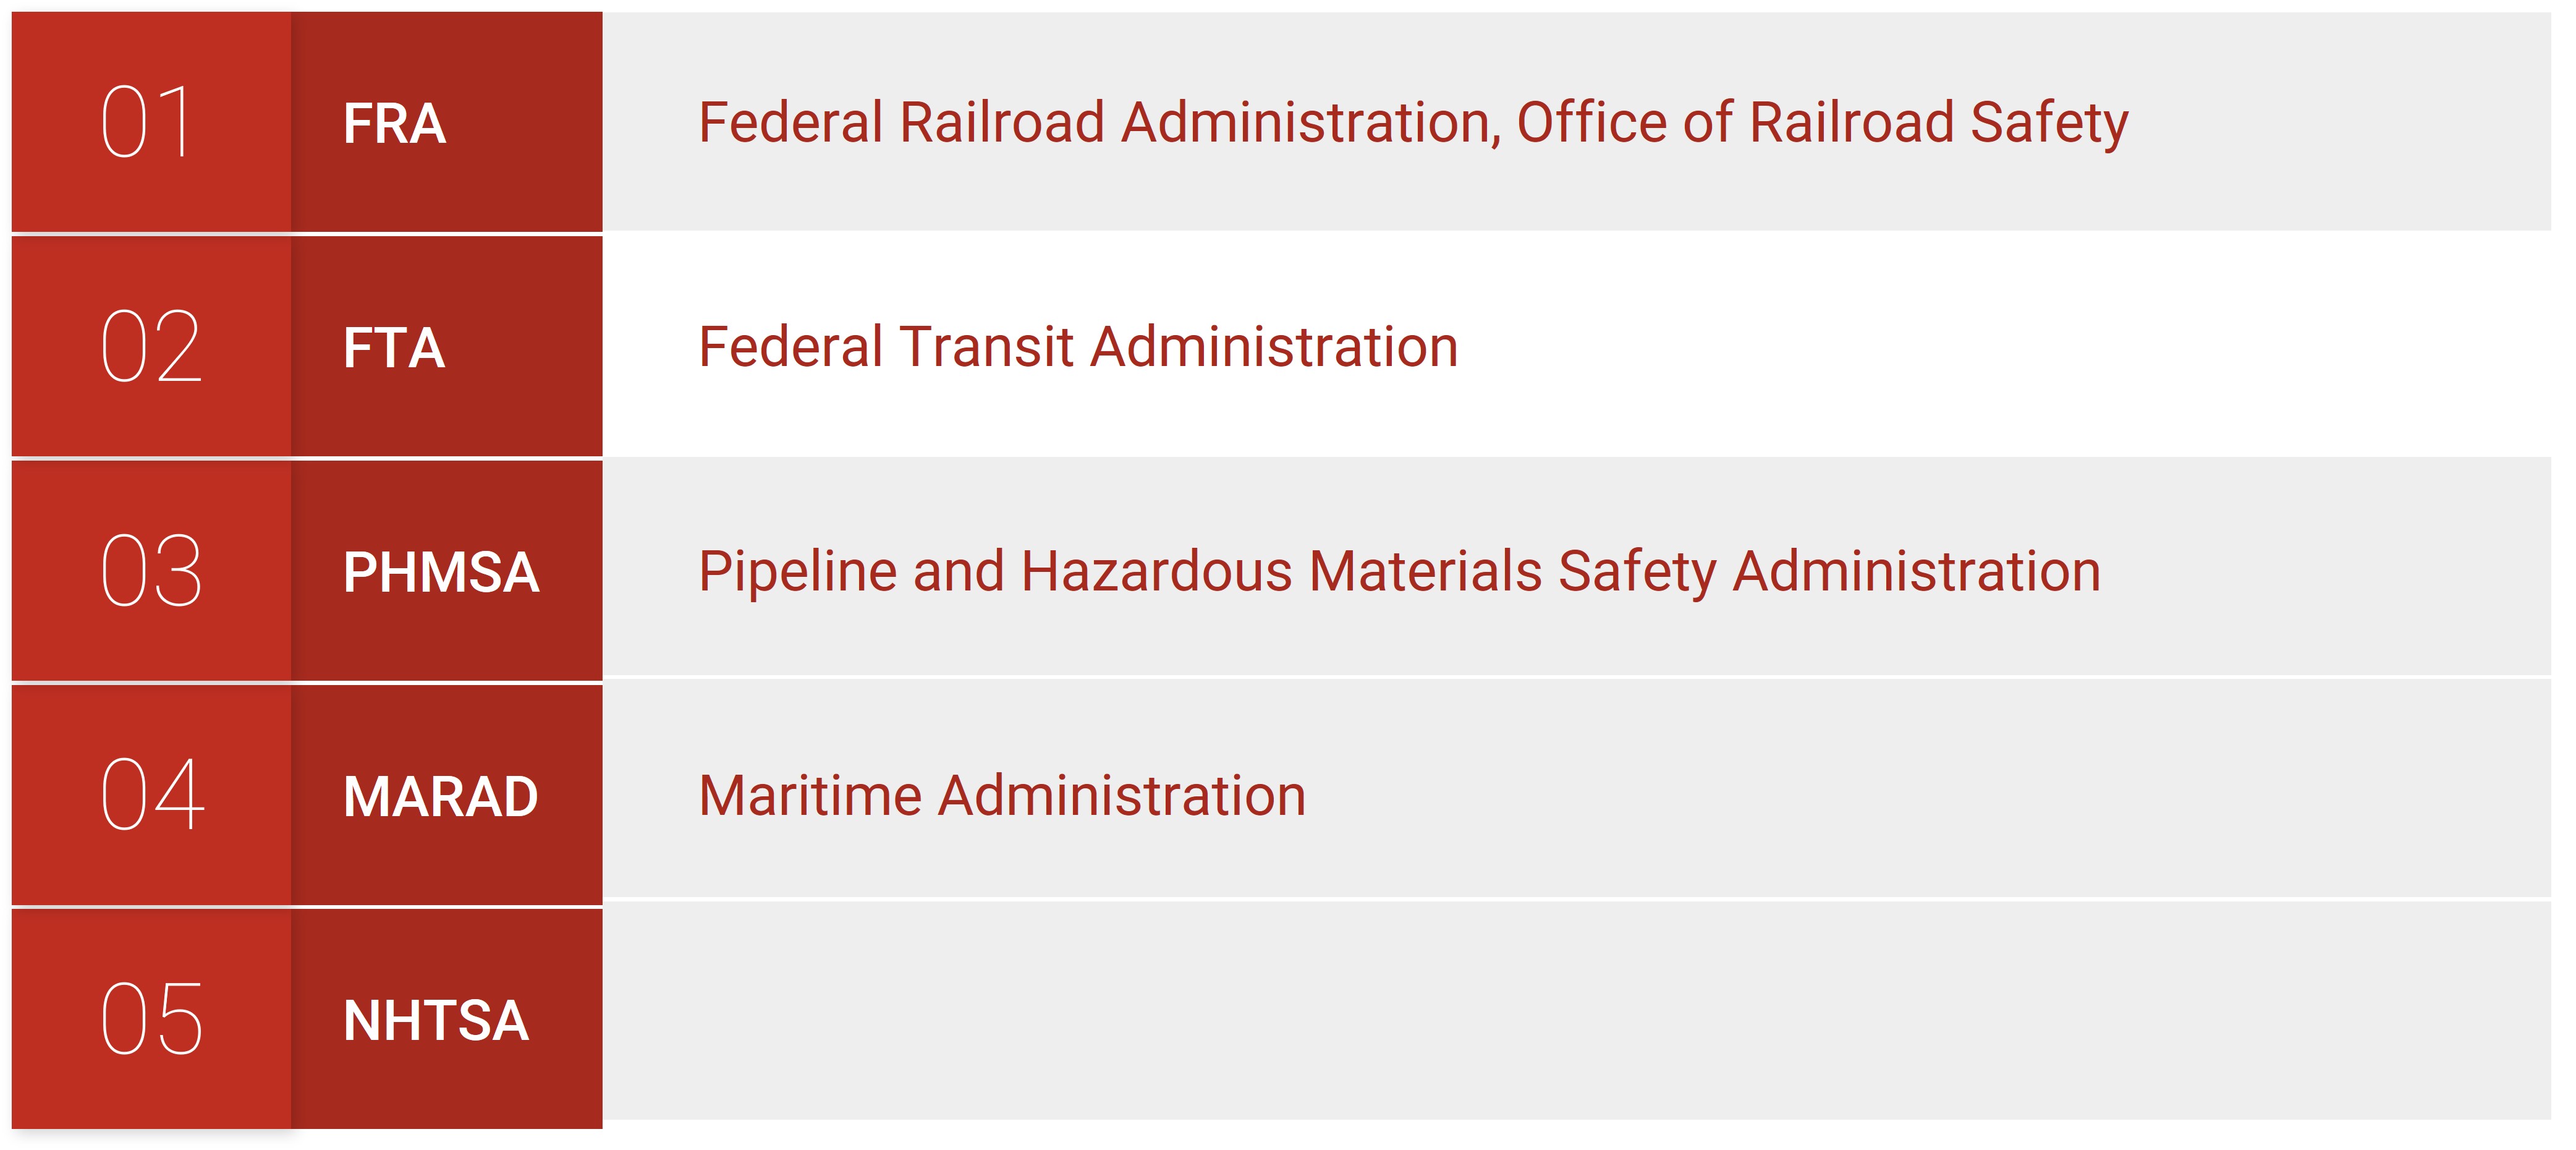 01 FRA Federal Railroad Administration, Office of Railroad Safety
02 FTA Federal Transit Administration
03 PHMSA Pipeline and Hazardous Materials Safety Administration
04 MARAD Maritime Administration
05 NHTSA